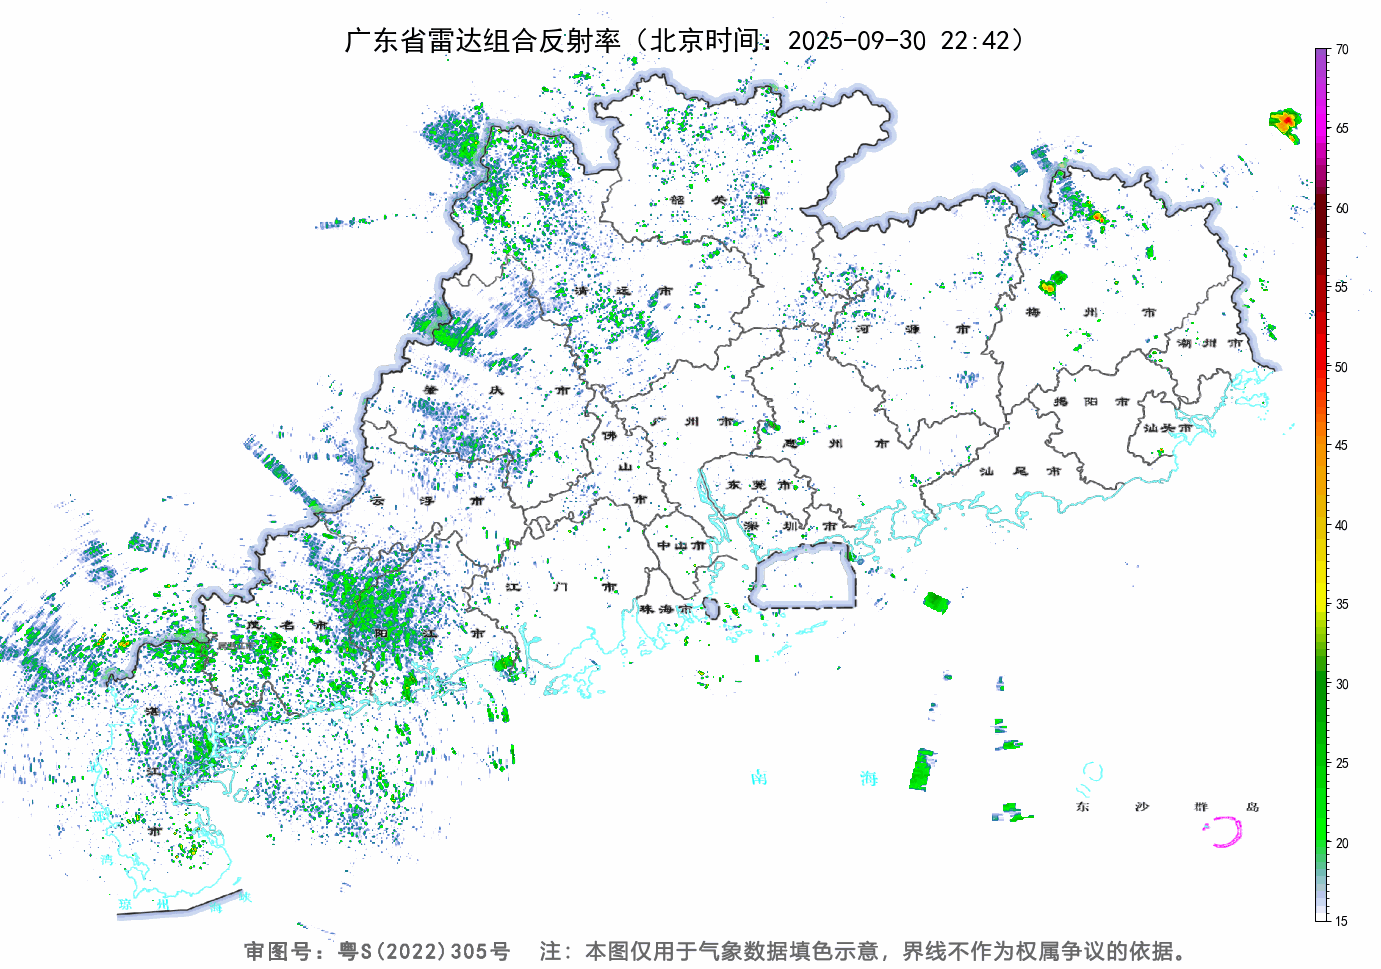 广东省雷达组合反射率（北京时间：2025-09-30 22:42）
70
65
60
55
50
45
40
35
30
25
20
15
韶关市
清远市
河源市
梅州市
潮州市
肇庆市
广州市
佛山市
惠州市
揭阳市
汕头市
汕尾市
云浮市
东莞市
深圳市
中山市
江门市
珠海市
茂名市
阳江市
湛江市
南海
东沙群岛
琼州海峡
审图号：粤S(2022)305号 注：本图仅用于气象数据填色示意，界线不作为权属争议的依据。